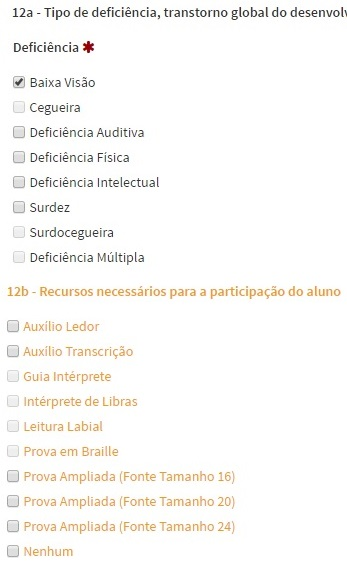 12a - Tipo de deficiência, transtorno global do desenvolv
Deficiência ✱
Baixa Visão
Cegueira
Deficiência Auditiva
Deficiência Física
Deficiência Intelectual
Surdez
Surdocegueira
Deficiência Múltipla
12b - Recursos necessários para a participação do aluno
Auxílio Ledor
Auxílio Transcrição
Guia Intérprete
Intérprete de Libras
Leitura Labial
Prova em Braille
Prova Ampliada (Fonte Tamanho 16)
Prova Ampliada (Fonte Tamanho 20)
Prova Ampliada (Fonte Tamanho 24)
Nenhum